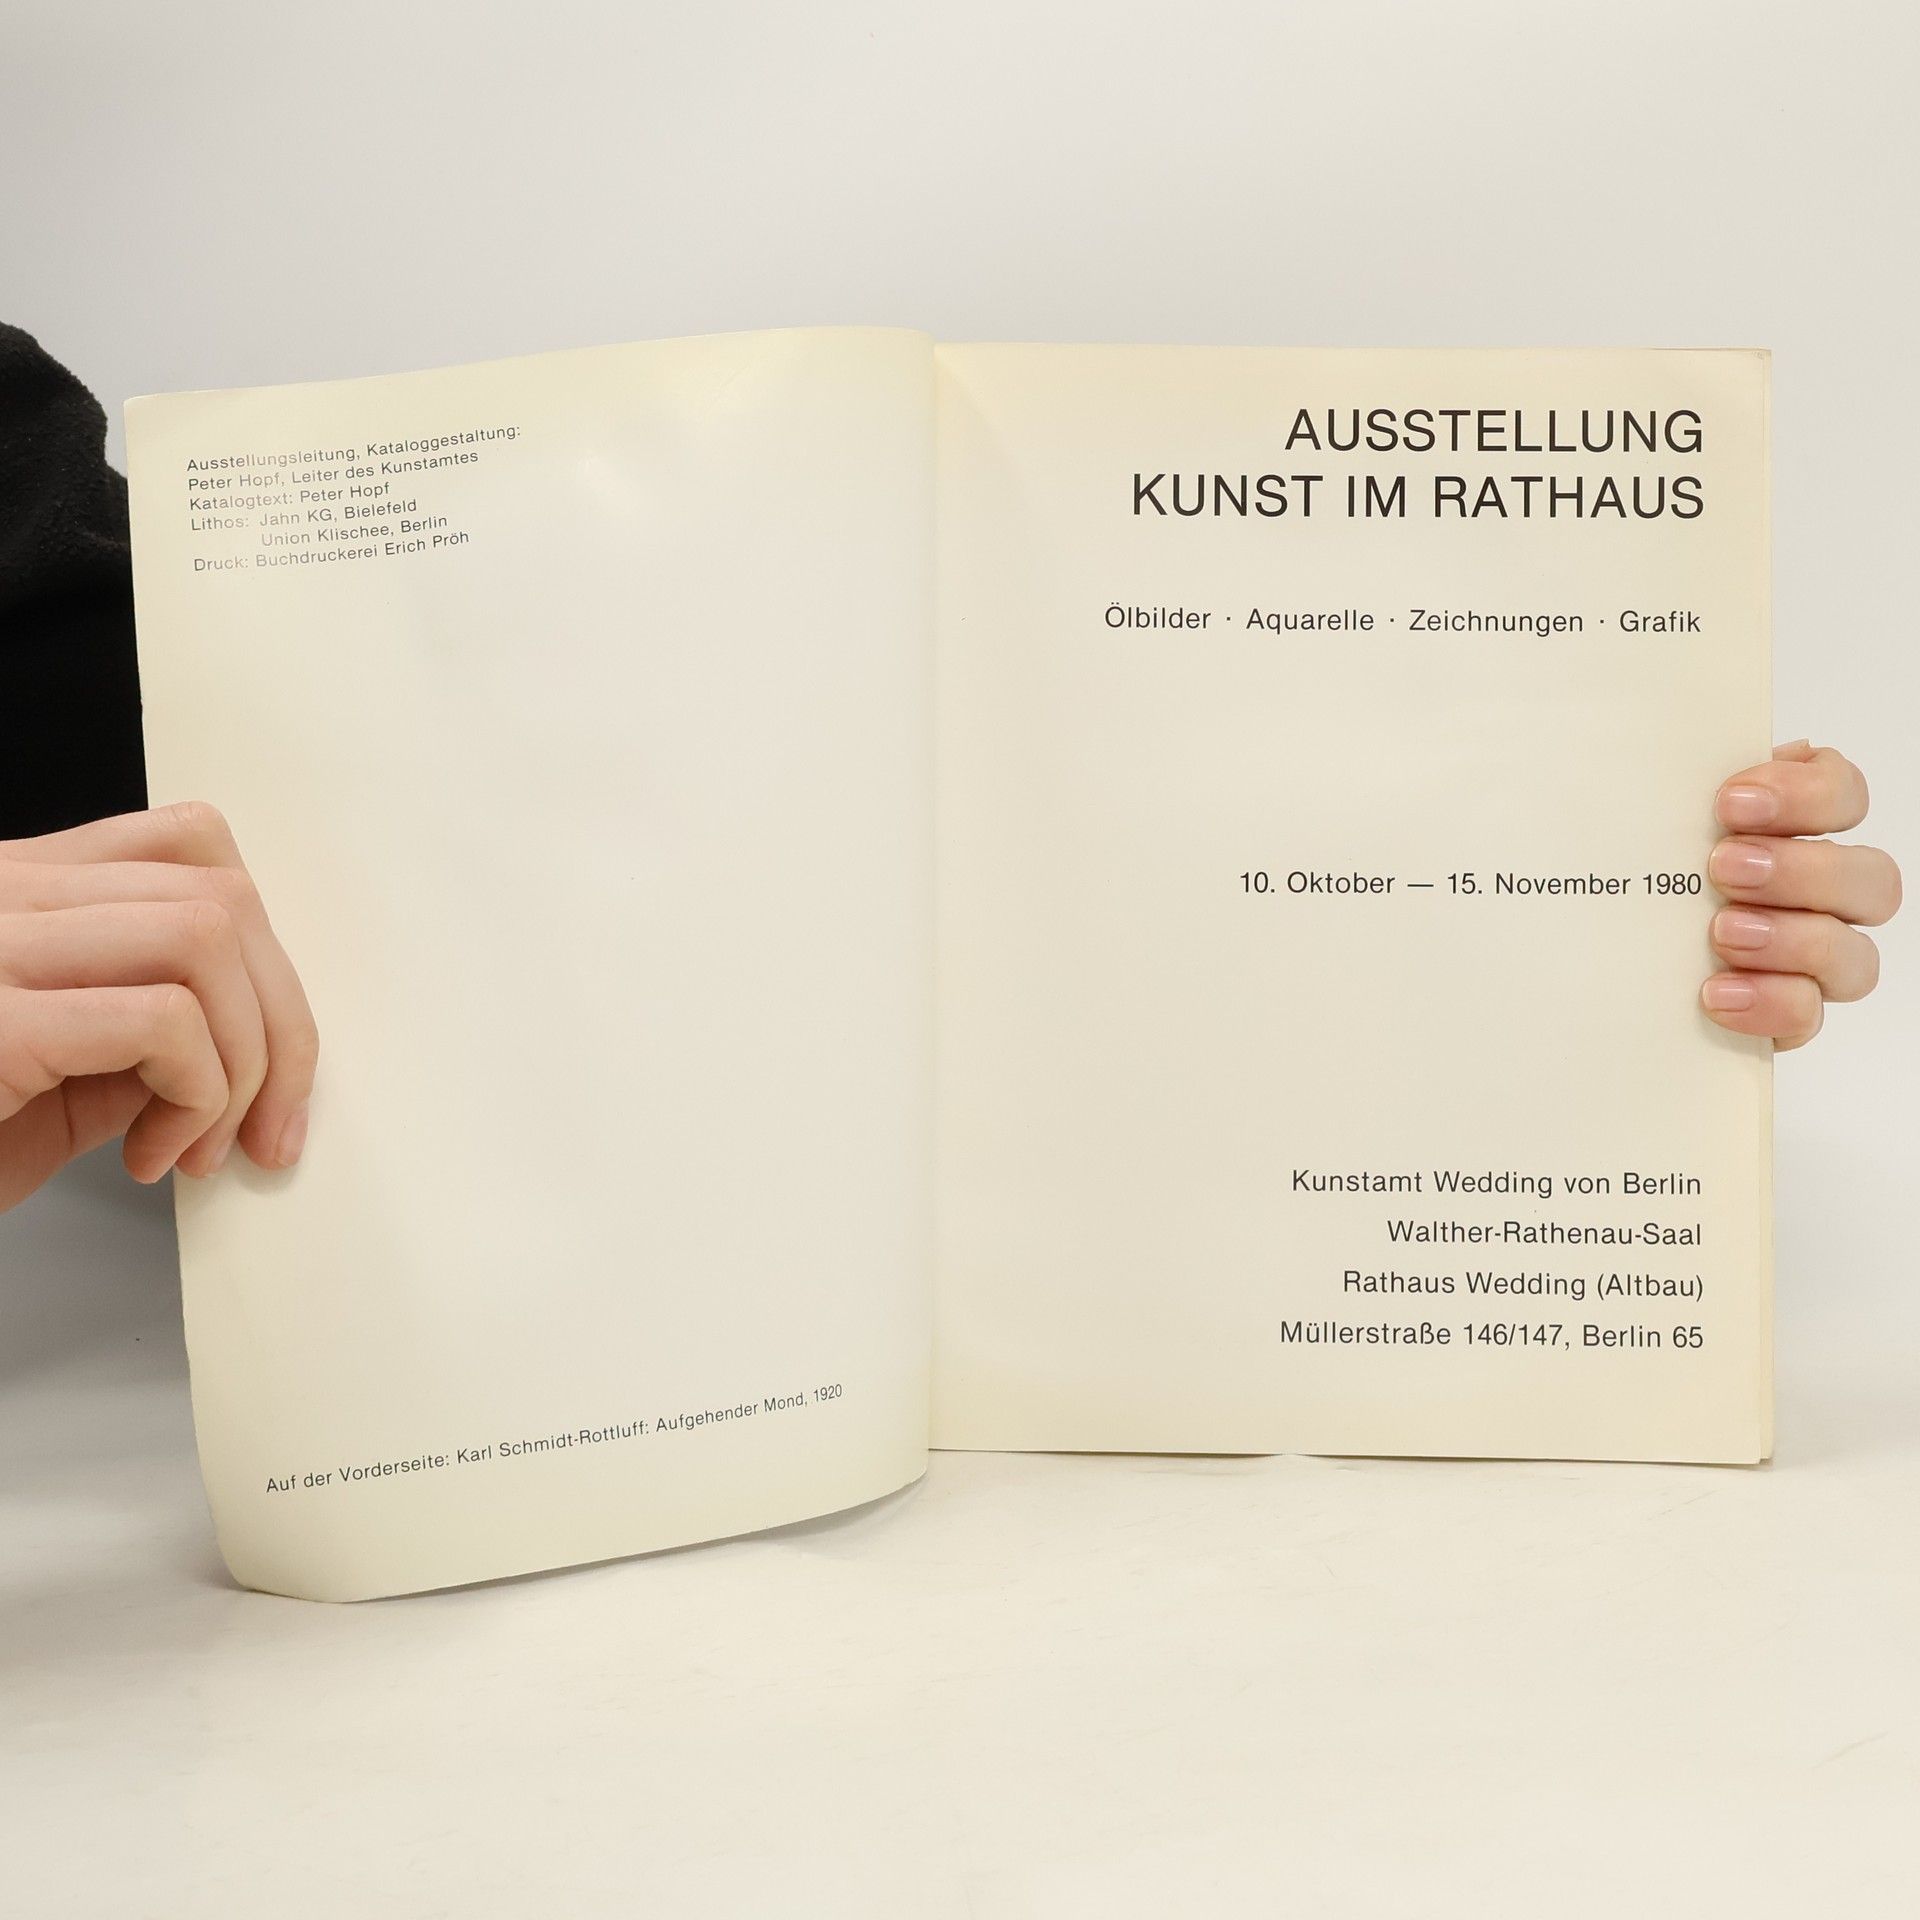 Ausstellungsleitung, Kataloggestaltung:
Peter Hopf, Leiter des Kunstamtes
Katalogtext: Peter Hopf
Lithos: Jahn KG, Bielefeld
Union Klischee, Berlin
Druck: Buchdruckerei Erich Pröh
Auf der Vorderseite: Karl Schmidt-Rottluff: Aufgehender Mond, 1920
AUSSTELLUNG
KUNST IM RATHAUS
Ölbilder · Aquarelle · Zeichnungen · Grafik
10. Oktober — 15. November 1980
Kunstamt Wedding von Berlin
Walther-Rathenau-Saal
Rathaus Wedding (Altbau)
Müllerstraße 146/147, Berlin 65